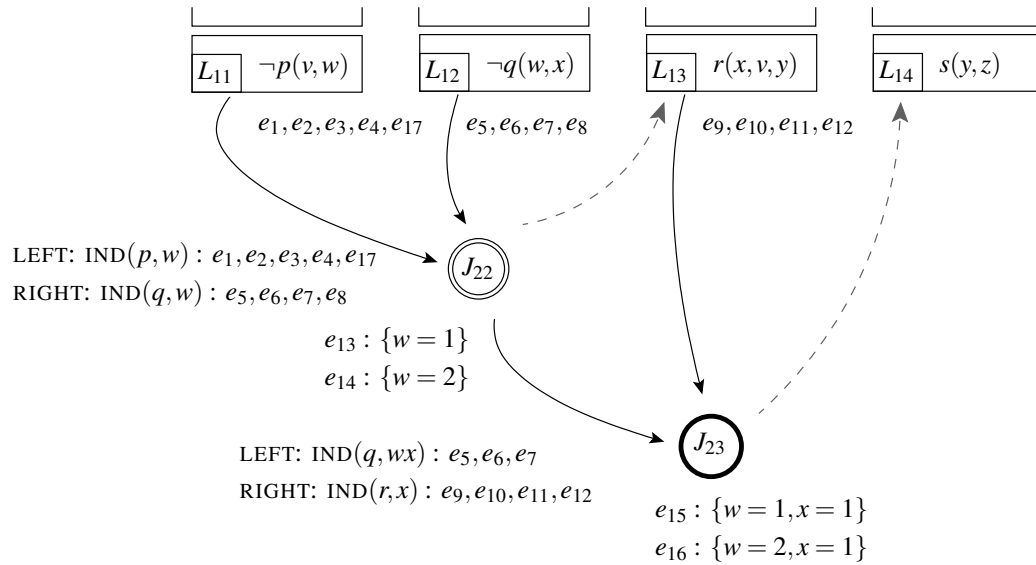 L₁₁ ¬p(v,w)
L₁₂ ¬q(w,x)
L₁₃ r(x,v,y)
L₁₄ s(y,z)
e₁,e₂,e₃,e₄,e₁₇
e₅,e₆,e₇,e₈
e₉,e₁₀,e₁₁,e₁₂
LEFT: IND(p,w) : e₁,e₂,e₃,e₄,e₁₇
RIGHT: IND(q,w) : e₅,e₆,e₇,e₈
J₂₂
e₁₃ : {w = 1}
e₁₄ : {w = 2}
LEFT: IND(q,wx) : e₅,e₆,e₇
RIGHT: IND(r,x) : e₉,e₁₀,e₁₁,e₁₂
J₂₃
e₁₅ : {w = 1,x = 1}
e₁₆ : {w = 2,x = 1}